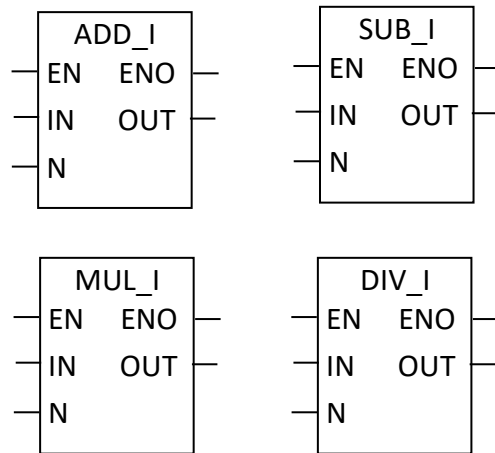 ADD_I
EN ENO
IN OUT
N
SUB_I
EN ENO
IN OUT
N
MUL_I
EN ENO
IN OUT
N
DIV_I
EN ENO
IN OUT
N